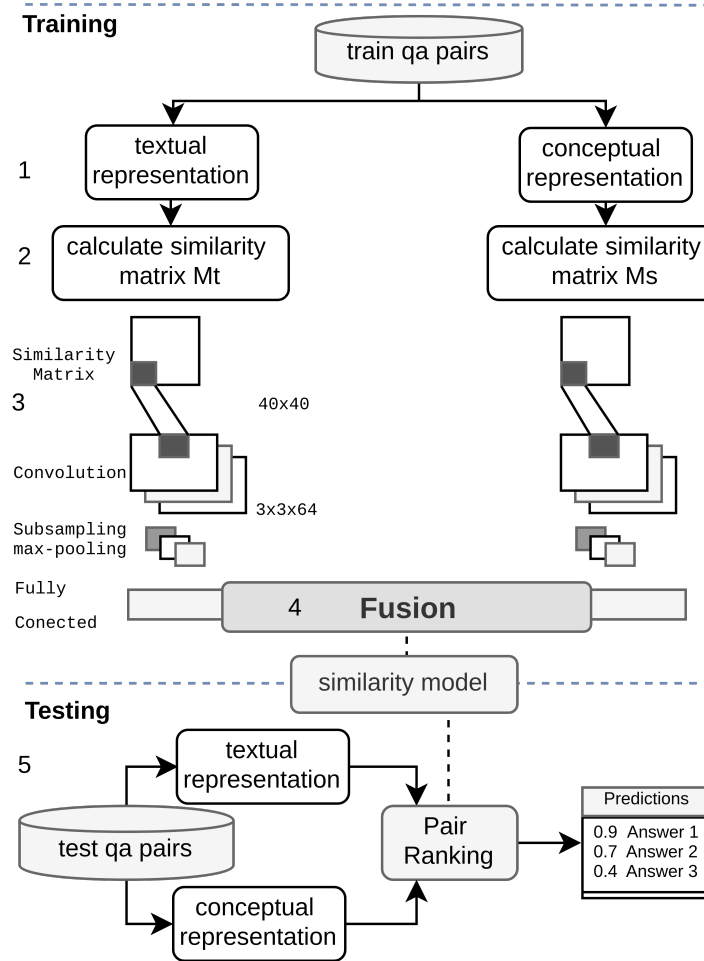 Training
train qa pairs
1
textual
representation
conceptual
representation
2
calculate similarity
matrix Mt
calculate similarity
matrix Ms
Similarity
Matrix
3
40x40
Convolution
3x3x64
Subsampling
max-pooling
Fully
Conected
4
Fusion
similarity model
Testing
5
textual
representation
test qa pairs
conceptual
representation
Pair
Ranking
Predictions
0.9 Answer 1
0.7 Answer 2
0.4 Answer 3